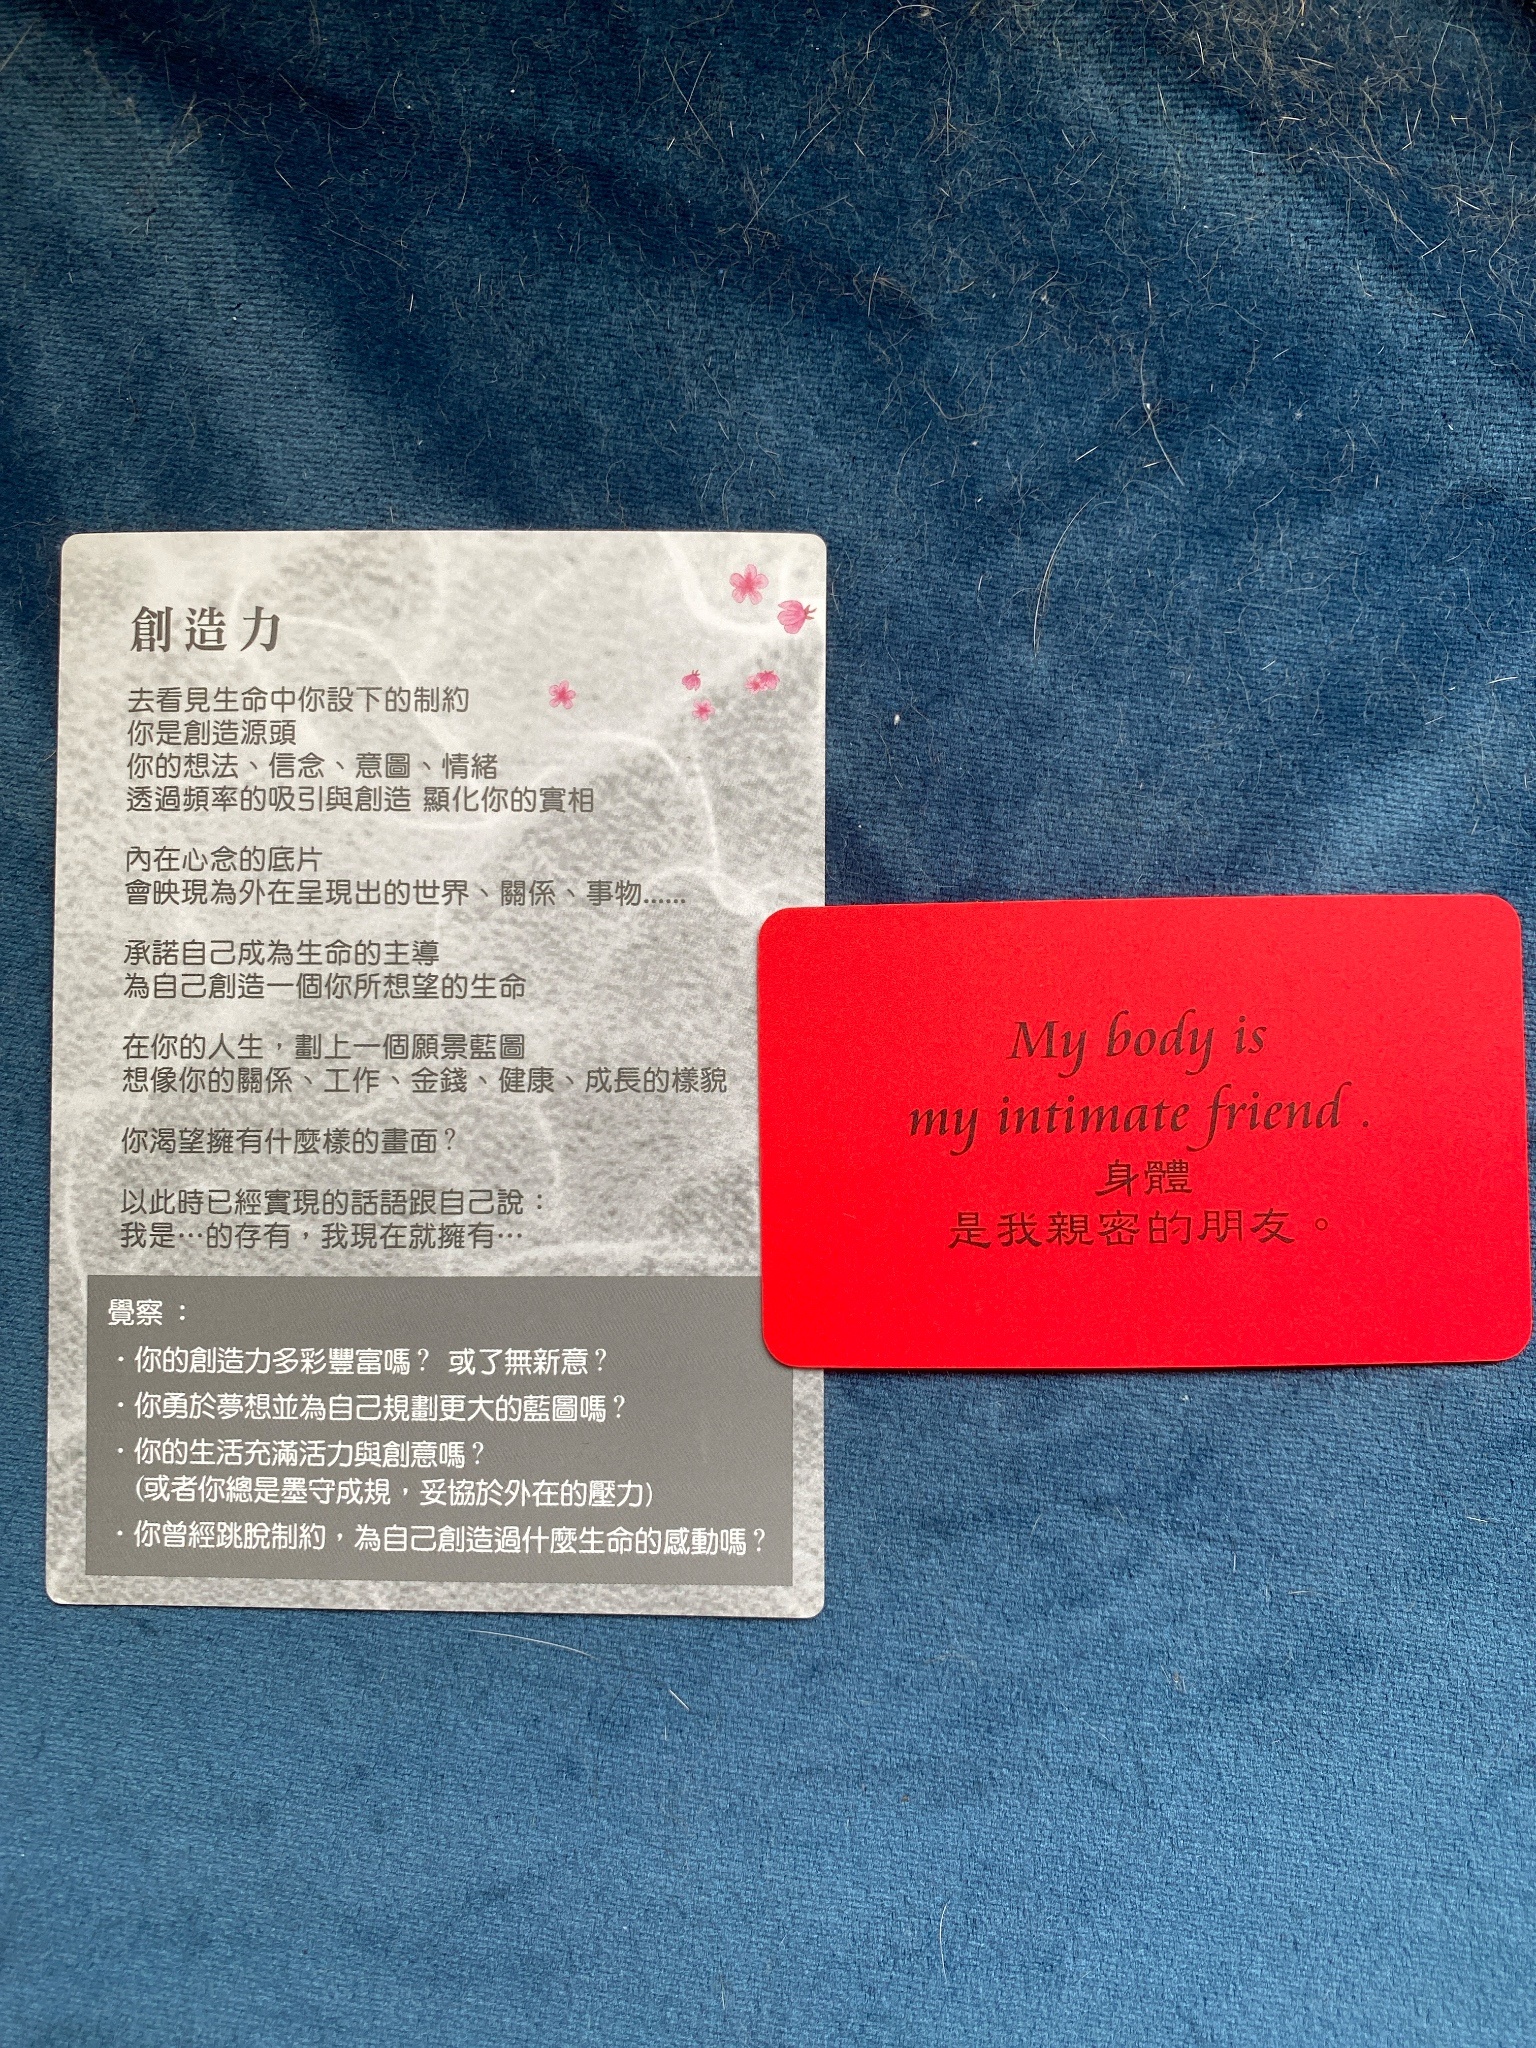 創造力
去看見生命中你設下的制約
你是創造源頭
你的想法、信念、意圖、情緒
透過頻率的吸引與創造 顯化你的實相
內在心念的底片
會映現為外在呈現出的世界、關係、事物......
承諾自己成為生命的主導
為自己創造一個你所想望的生命
在你的人生，劃上一個願景藍圖
想像你的關係、工作、金錢、健康、成長的樣貌
你渴望擁有什麼樣的畫面？
以此時已經實現的話語跟自己說：
我是⋯的存有，我現在就擁有⋯
覺察：
·你的創造力多彩豐富嗎？ 或了無新意？
·你勇於夢想並為自己規劃更大的藍圖嗎？
·你的生活充滿活力與創意嗎？
(或者你總是墨守成規，妥協於外在的壓力)
·你曾經跳脫制約，為自己創造過什麼生命的感動嗎？
My body is
my intimate friend .
身體
是我親密的朋友。